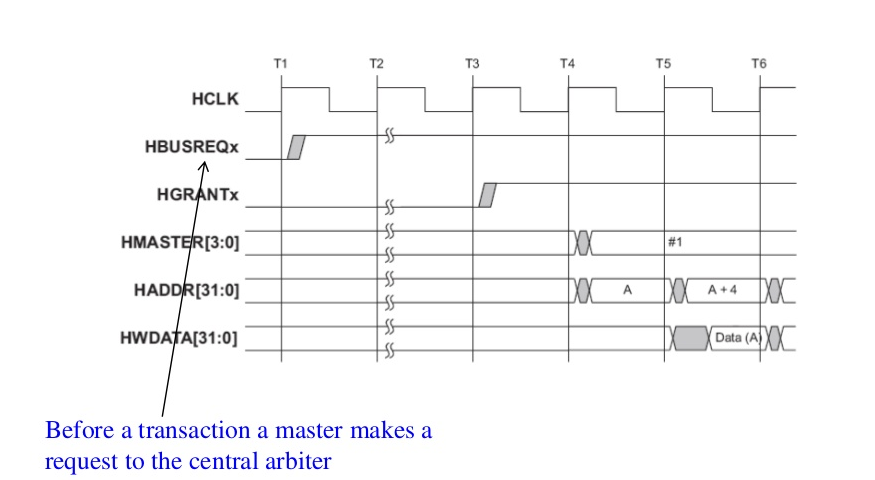 T1 T2 T3 T4 T5 T6
HCLK
HBUSREQx
HGRANTx
HMASTER[3:0] #1
HADDR[31:0] A A + 4
HWDATA[31:0] Data (A)
Before a transaction a master makes a
request to the central arbiter